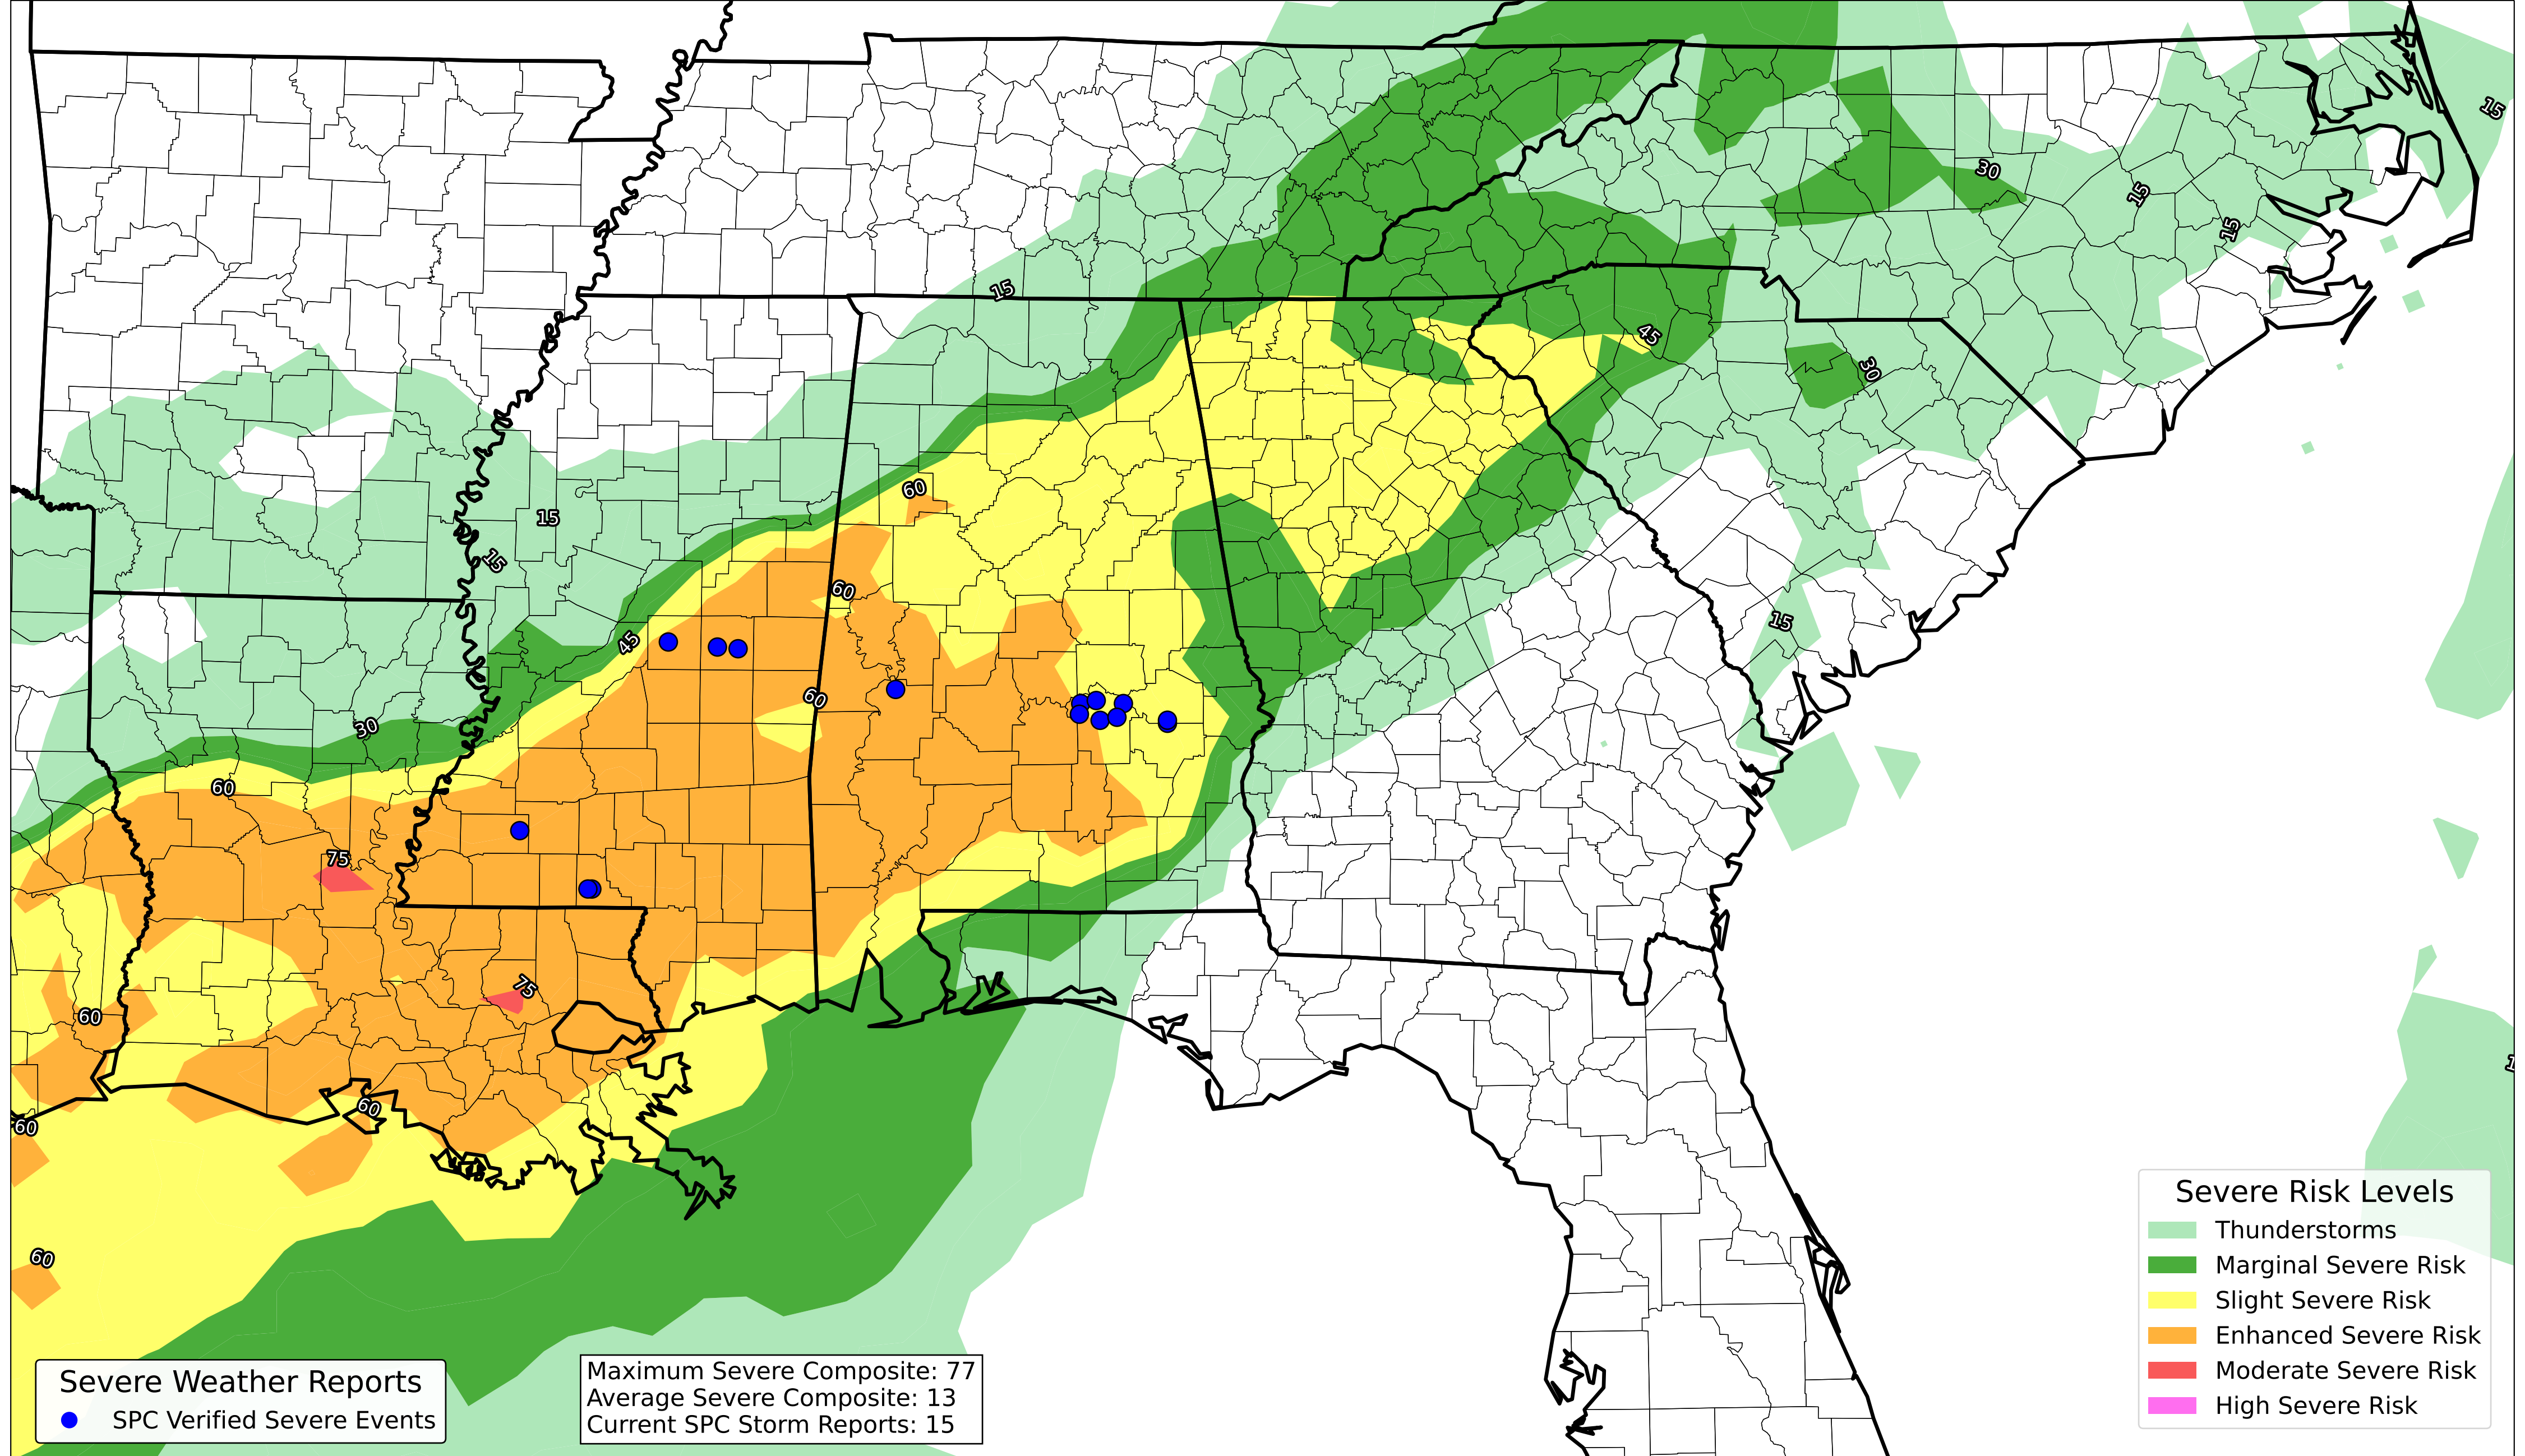 15
30
15
15
15
45
30
60
15
15
60
45
15
60
30
60
75
75
60
60
60
60
Severe Risk Levels
Thunderstorms
Marginal Severe Risk
Slight Severe Risk
Enhanced Severe Risk
Moderate Severe Risk
High Severe Risk
Severe Weather Reports
SPC Verified Severe Events
Maximum Severe Composite: 77
Average Severe Composite: 13
Current SPC Storm Reports: 15